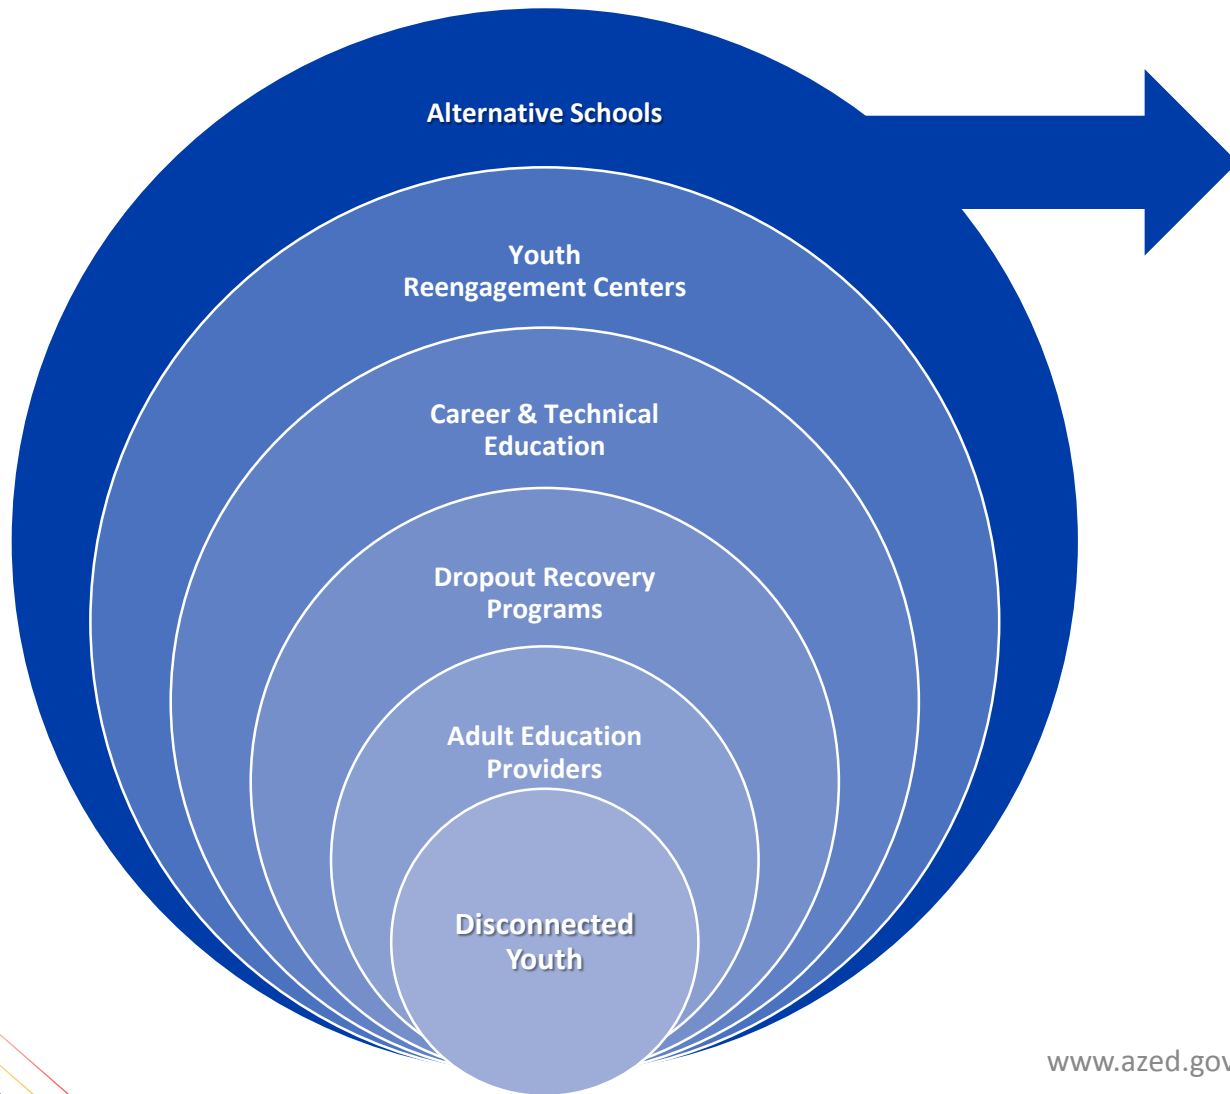 Alternative Schools
Youth
Reengagement Centers
Career & Technical
Education
Dropout Recovery
Programs
Adult Education
Providers
Disconnected
Youth
www.azed.gov